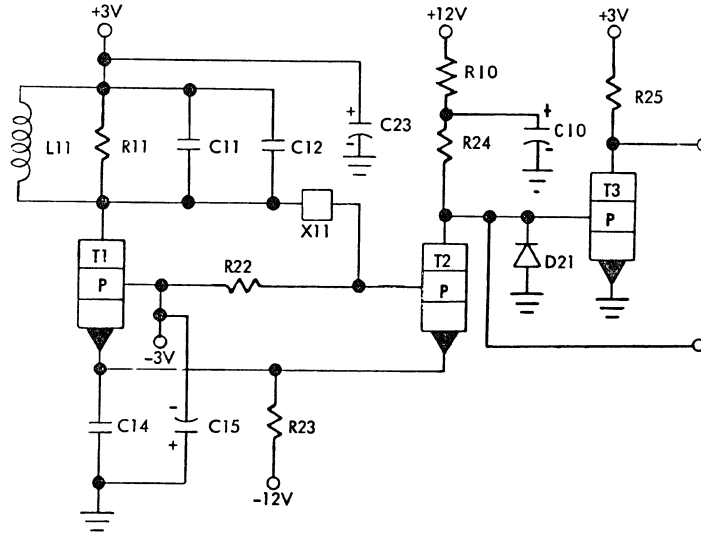 +3V
+12V
+3V
R10
R25
C23
+
-
L11
R11
C11
C12
R24
+
C10
-
X11
T3
P
T1
P
R22
T2
P
D21
-3V
C14
-
C15
+
R23
-12V